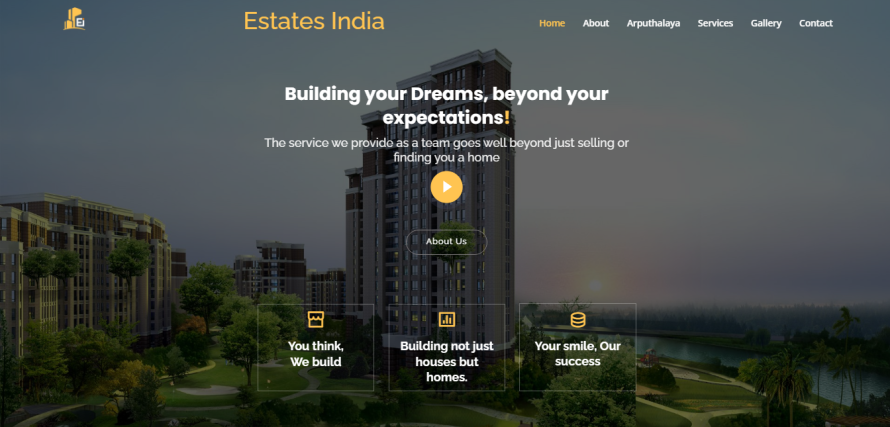 Ei
Estates India
Home About Arputhalaya Services Gallery Contact
Building your Dreams, beyond your
expectations!
The service we provide as a team goes well beyond just selling or
finding you a home
About Us
You think,
We build
Building not just
houses but
homes.
Your smile, Our
success